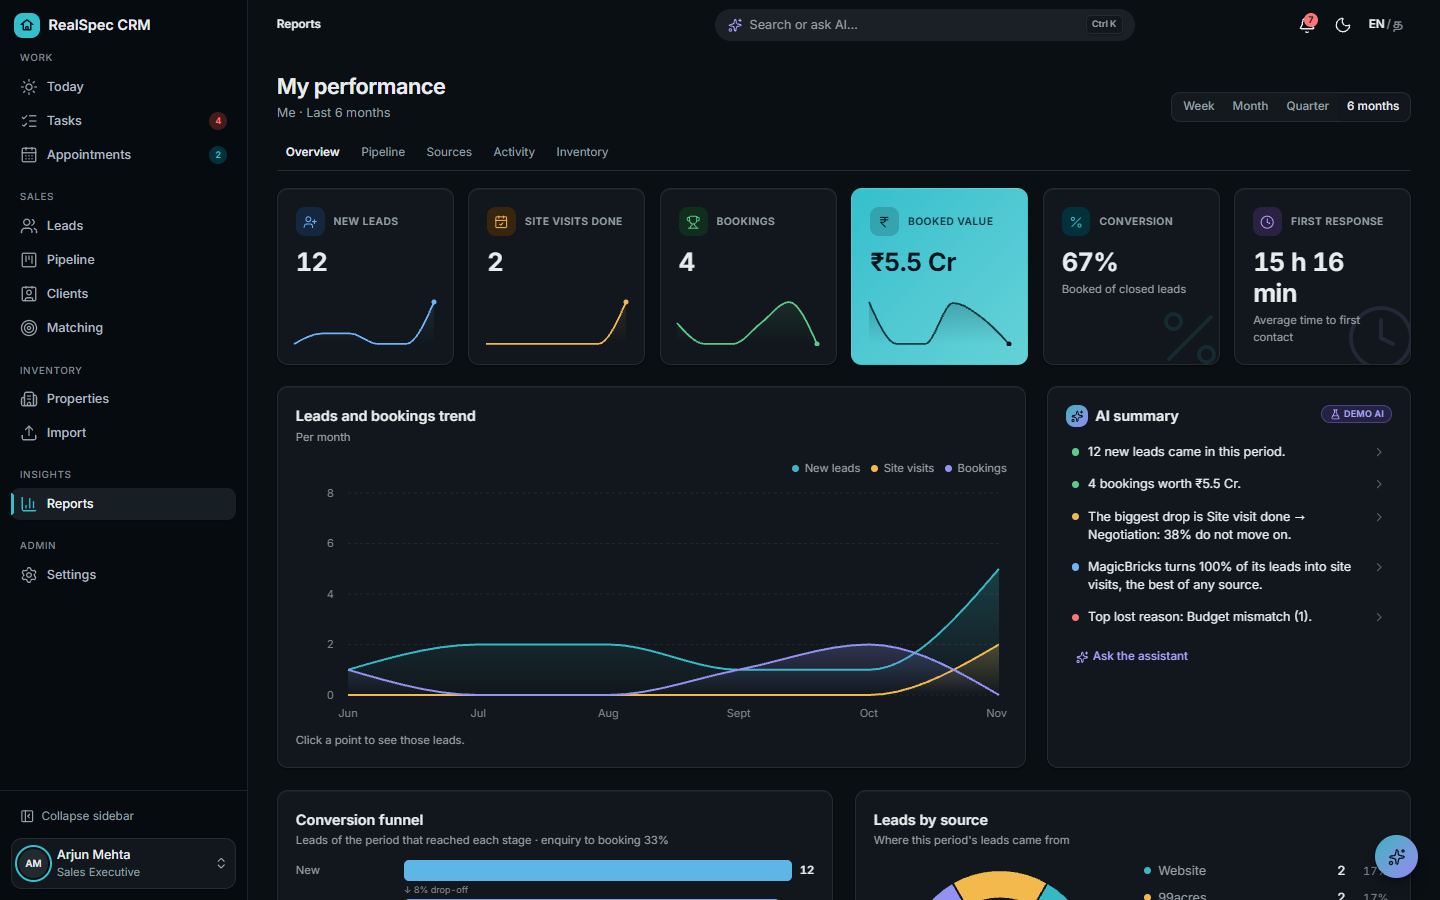 RealSpec CRM
WORK
Today
Tasks 4
Appointments 2
SALES
Leads
Pipeline
Clients
Matching
INVENTORY
Properties
Import
INSIGHTS
Reports
ADMIN
Settings
Collapse sidebar
AM
Arjun Mehta
Sales Executive
Reports
Search or ask AI...
Ctrl K
7
EN / த
My performance
Me · Last 6 months
Week Month Quarter 6 months
Overview Pipeline Sources Activity Inventory
NEW LEADS
12
SITE VISITS DONE
2
BOOKINGS
4
₹ BOOKED VALUE
₹5.5 Cr
CONVERSION
67%
Booked of closed leads
FIRST RESPONSE
15 h 16
min
Average time to first
contact
Leads and bookings trend
Per month
New leads Site visits Bookings
8
6
4
2
0
Jun Jul Aug Sept Oct Nov
Click a point to see those leads.
AI summary
DEMO AI
12 new leads came in this period.
4 bookings worth ₹5.5 Cr.
The biggest drop is Site visit done →
Negotiation: 38% do not move on.
MagicBricks turns 100% of its leads into site
visits, the best of any source.
Top lost reason: Budget mismatch (1).
Ask the assistant
Conversion funnel
Leads of the period that reached each stage · enquiry to booking 33%
New 12
↓ 8% drop-off
Leads by source
Where this period's leads came from
Website 2
99acres 2 17%